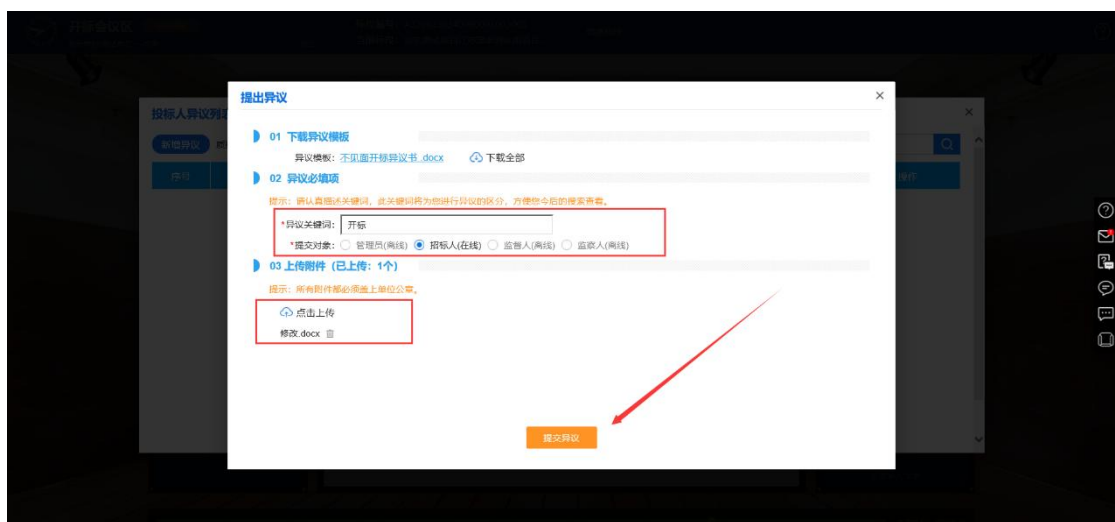 开标会议区
提出异议
投标人异议列表
01 下载异议模板
新增异议
异议模板: 不见面开标异议书.docx 下载全部
02 异议必填项
序号
操作
提示: 请认真描述关键词, 此关键词将为您进行异议的区分, 方便您今后的搜索查看。
*异议关键词: 开标
*提交对象: 管理员(离线) 招标人(在线) 监督人(离线) 监察人(离线)
03 上传附件 (已上传: 1个)
提示: 所有附件都必须盖上单位公章。
点击上传
修改.docx
提交异议